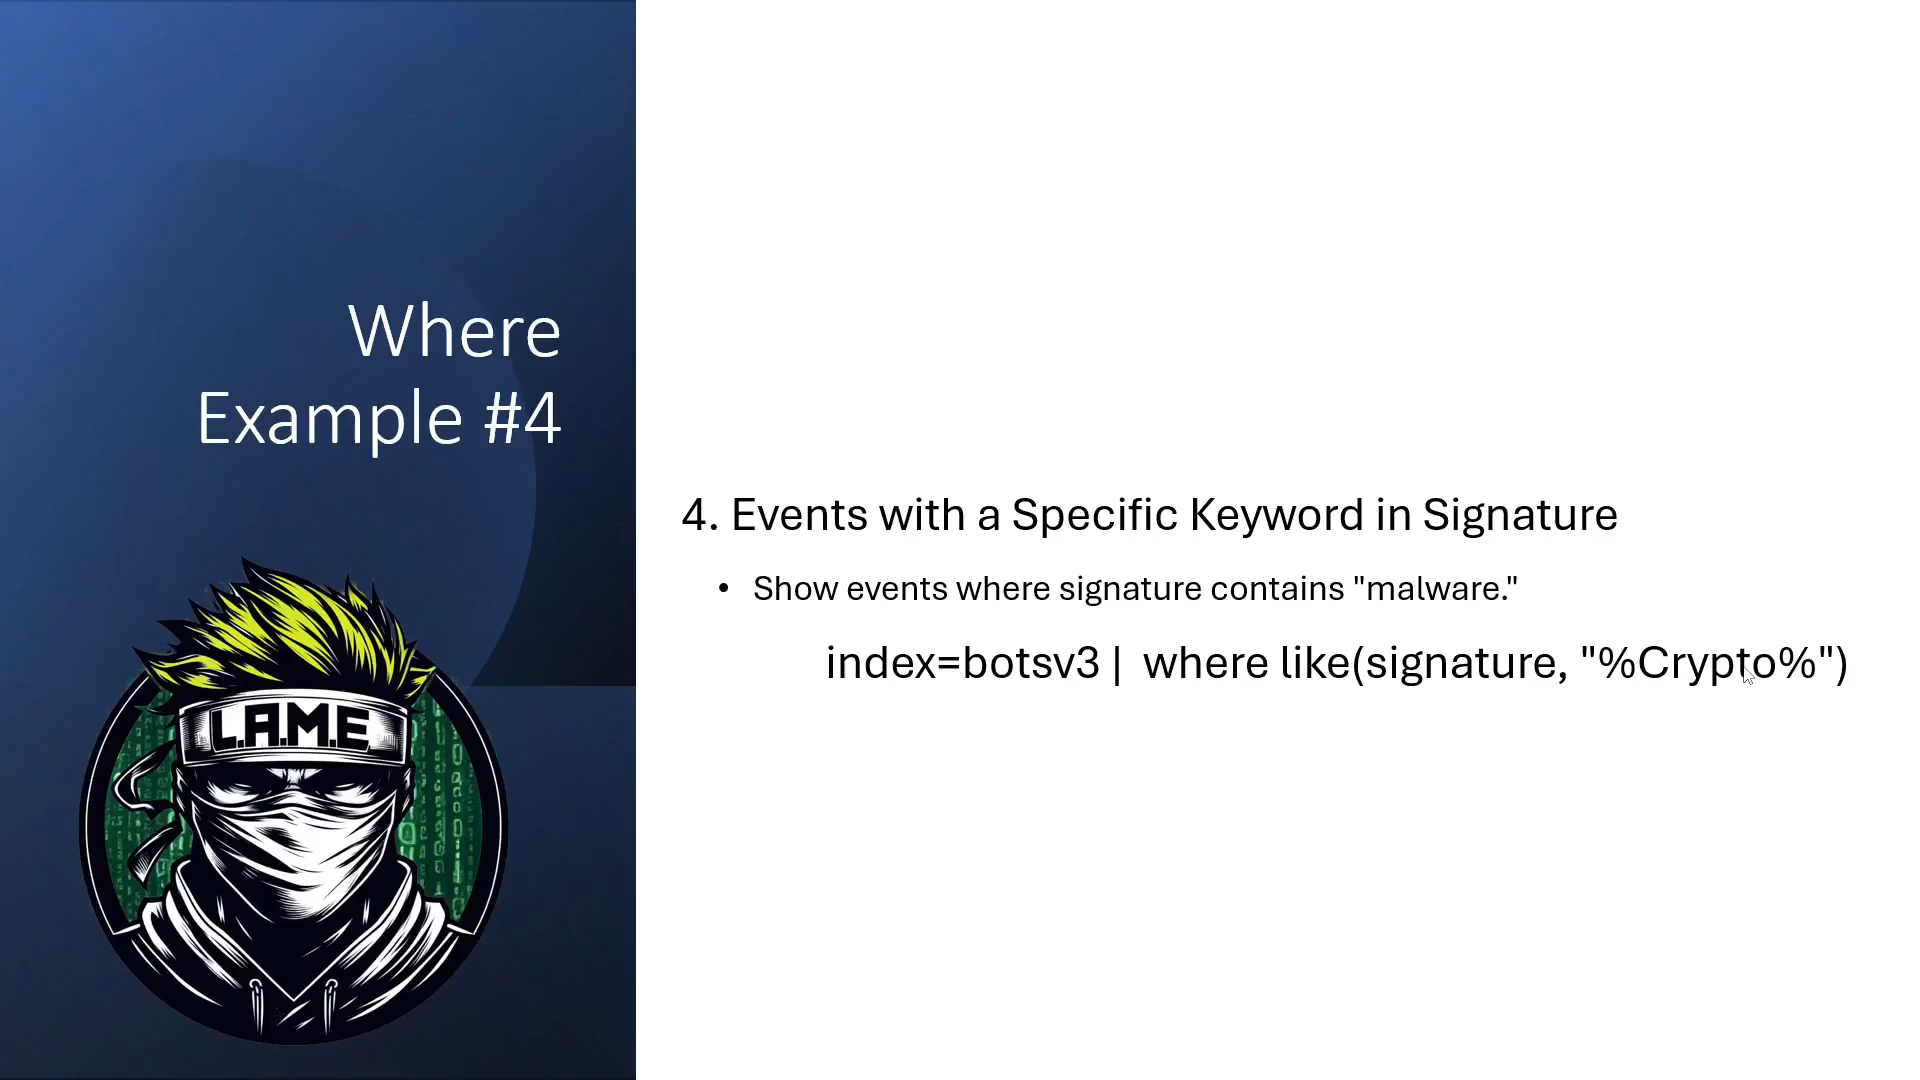 Where
Example #4
L.A.M.E
4. Events with a Specific Keyword in Signature
• Show events where signature contains "malware."
index=botsv3 | where like(signature, "%Crypto%")